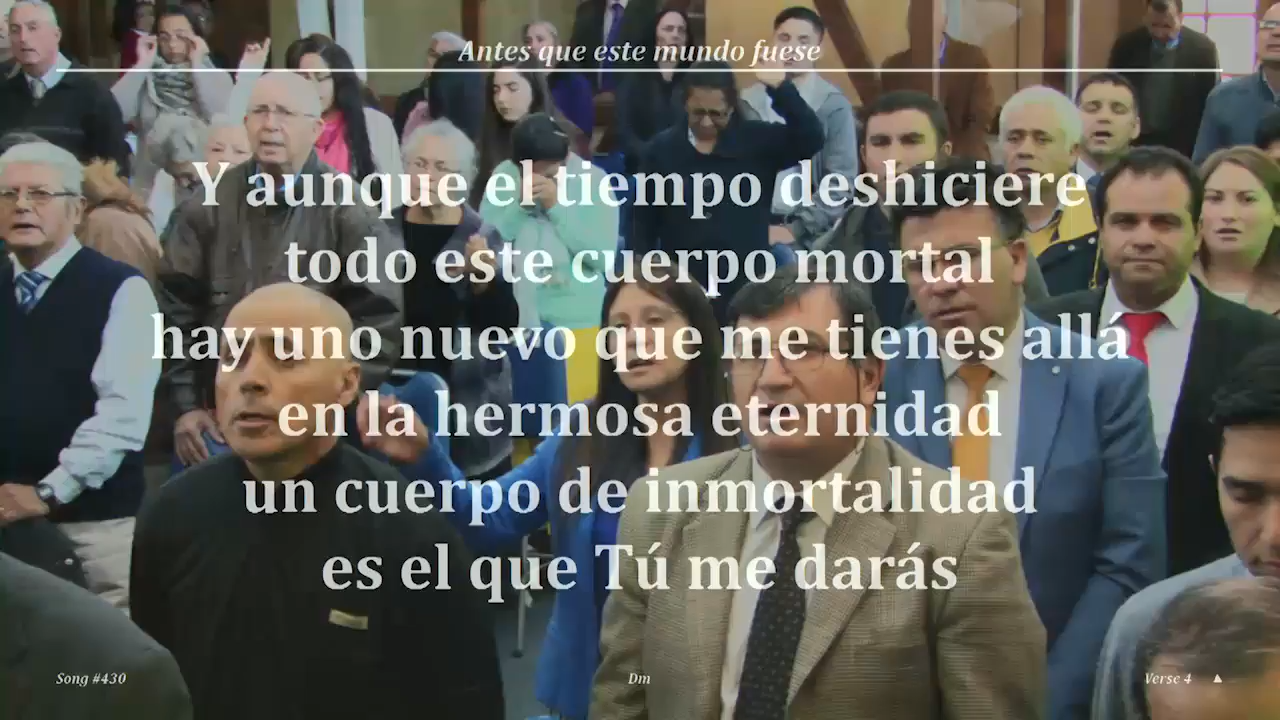 Antes que este mundo fuese
Y aunque el tiempo deshiciere
todo este cuerpo mortal
hay uno nuevo que me tienes allá
en la hermosa eternidad
un cuerpo de inmortalidad
es el que Tú me darás
Song #430 Dm Verse 4 ▲